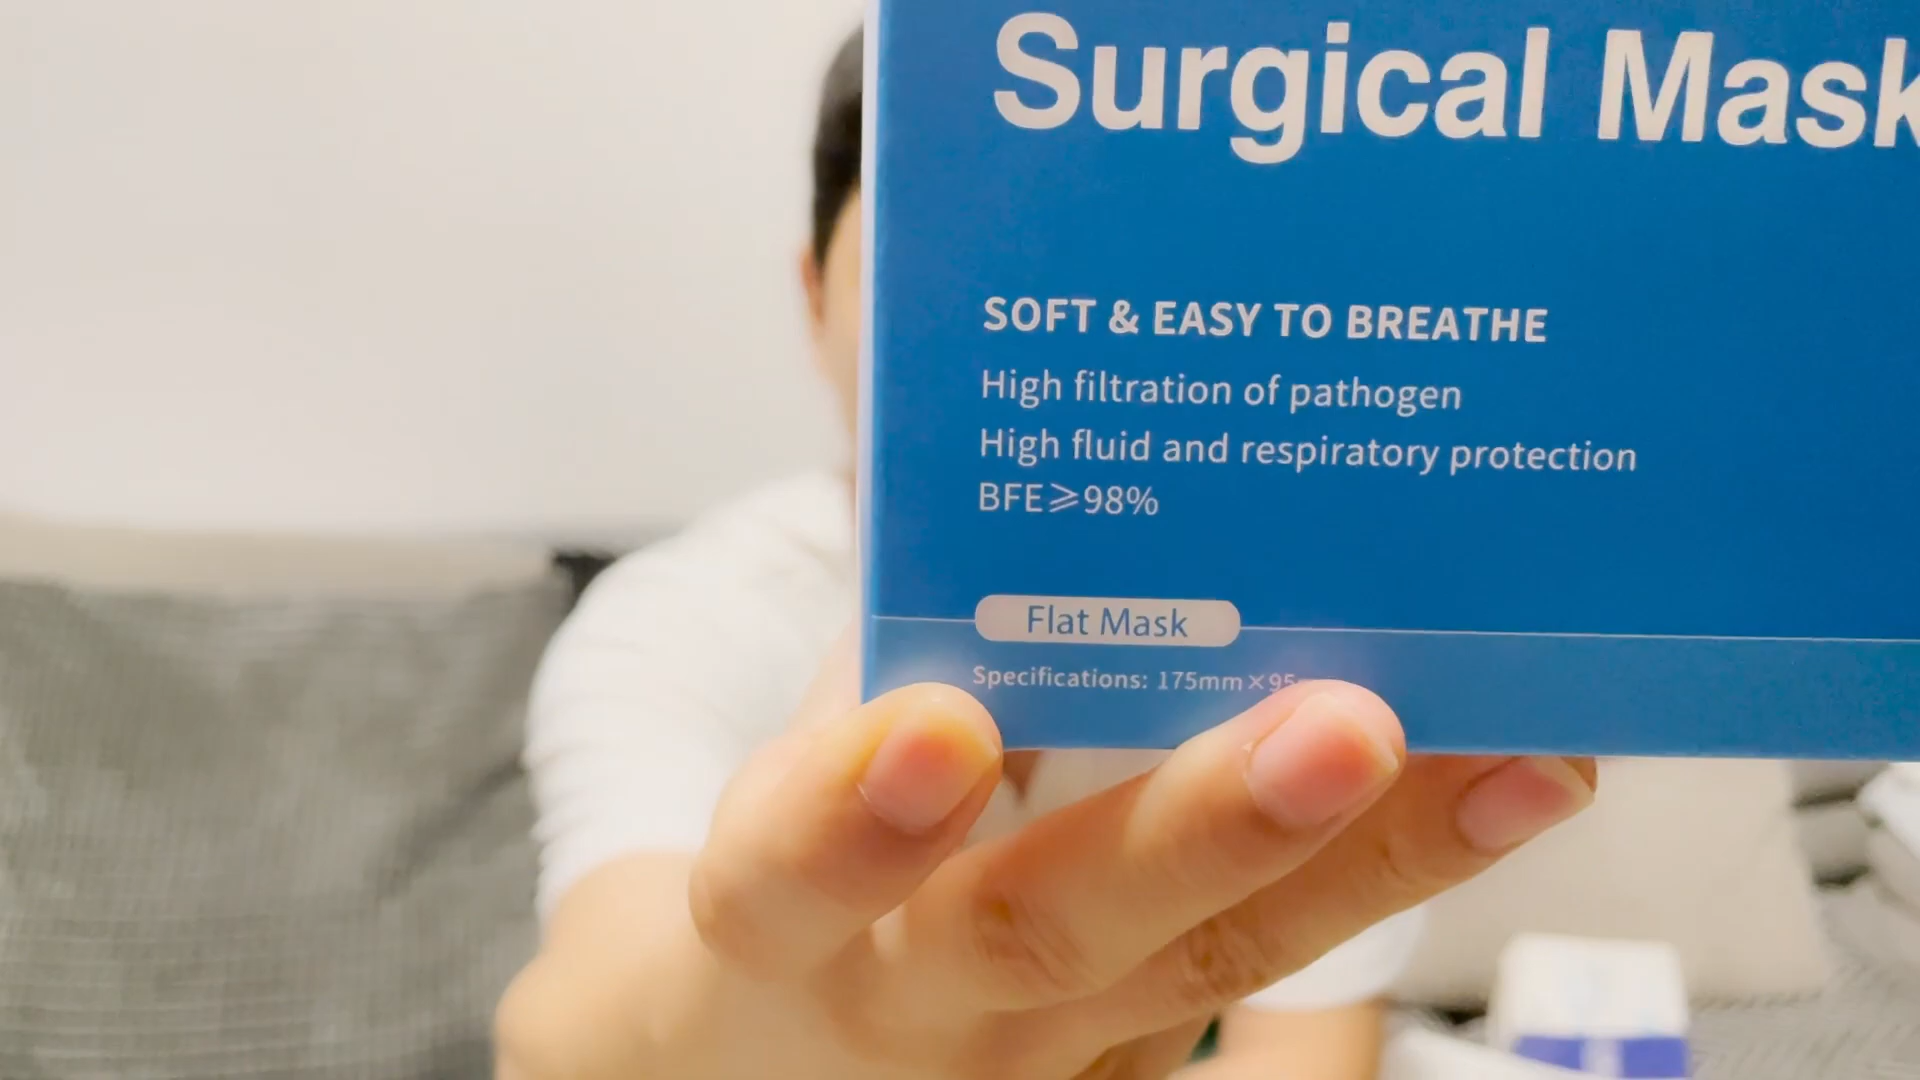 Surgical Mask
SOFT & EASY TO BREATHE
High filtration of pathogen
High fluid and respiratory protection
BFE⩾98%
Flat Mask
Specifications: 175mm×95